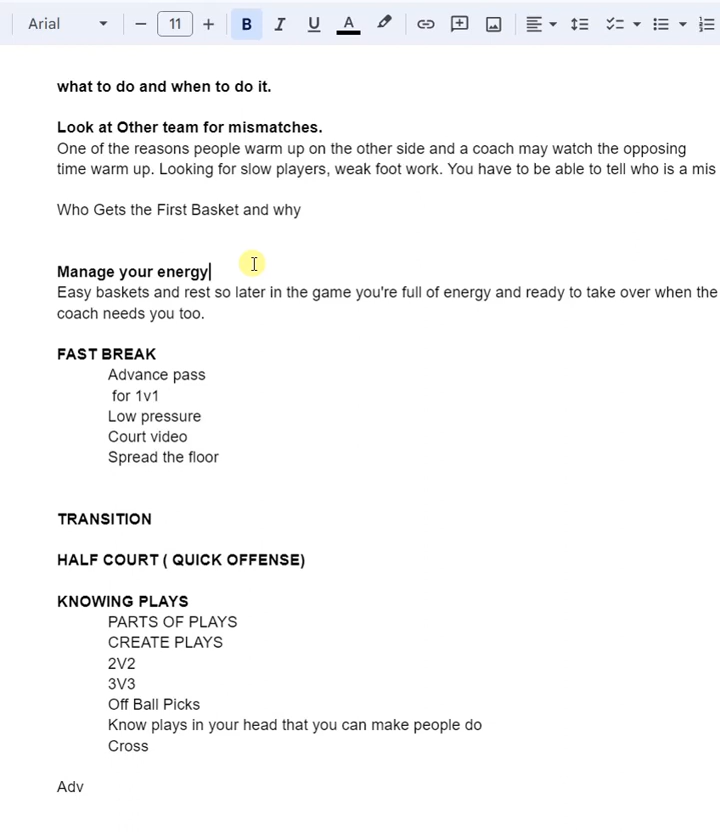 Arial
11
B I U A
what to do and when to do it.
Look at Other team for mismatches.
One of the reasons people warm up on the other side and a coach may watch the opposing
time warm up. Looking for slow players, weak foot work. You have to be able to tell who is a mis
Who Gets the First Basket and why
Manage your energy
Easy baskets and rest so later in the game you're full of energy and ready to take over when the
coach needs you too.
FAST BREAK
Advance pass
for 1v1
Low pressure
Court video
Spread the floor
TRANSITION
HALF COURT ( QUICK OFFENSE)
KNOWING PLAYS
PARTS OF PLAYS
CREATE PLAYS
2V2
3V3
Off Ball Picks
Know plays in your head that you can make people do
Cross
Adv